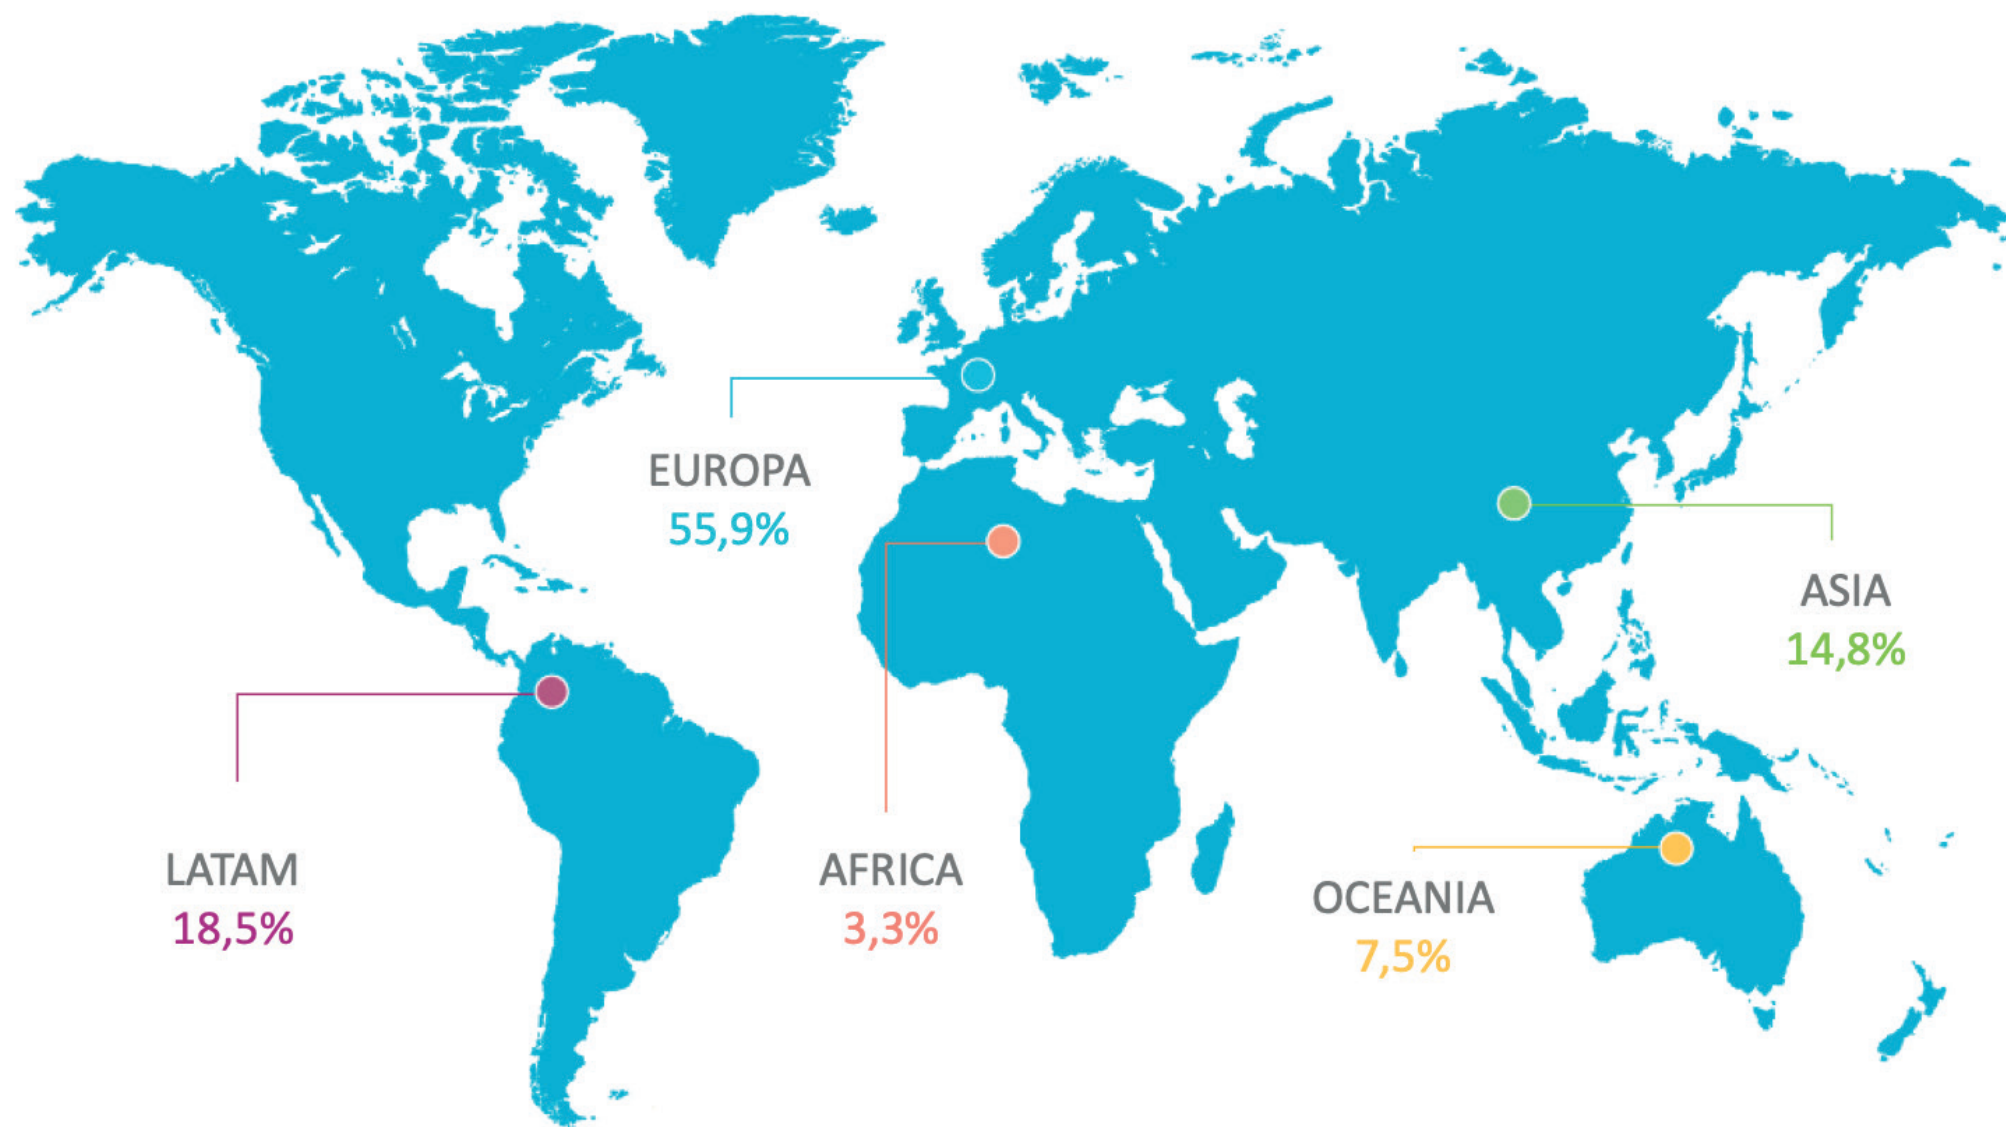 EUROPA
55,9%
ASIA
14,8%
LATAM
18,5%
AFRICA
3,3%
OCEANIA
7,5%